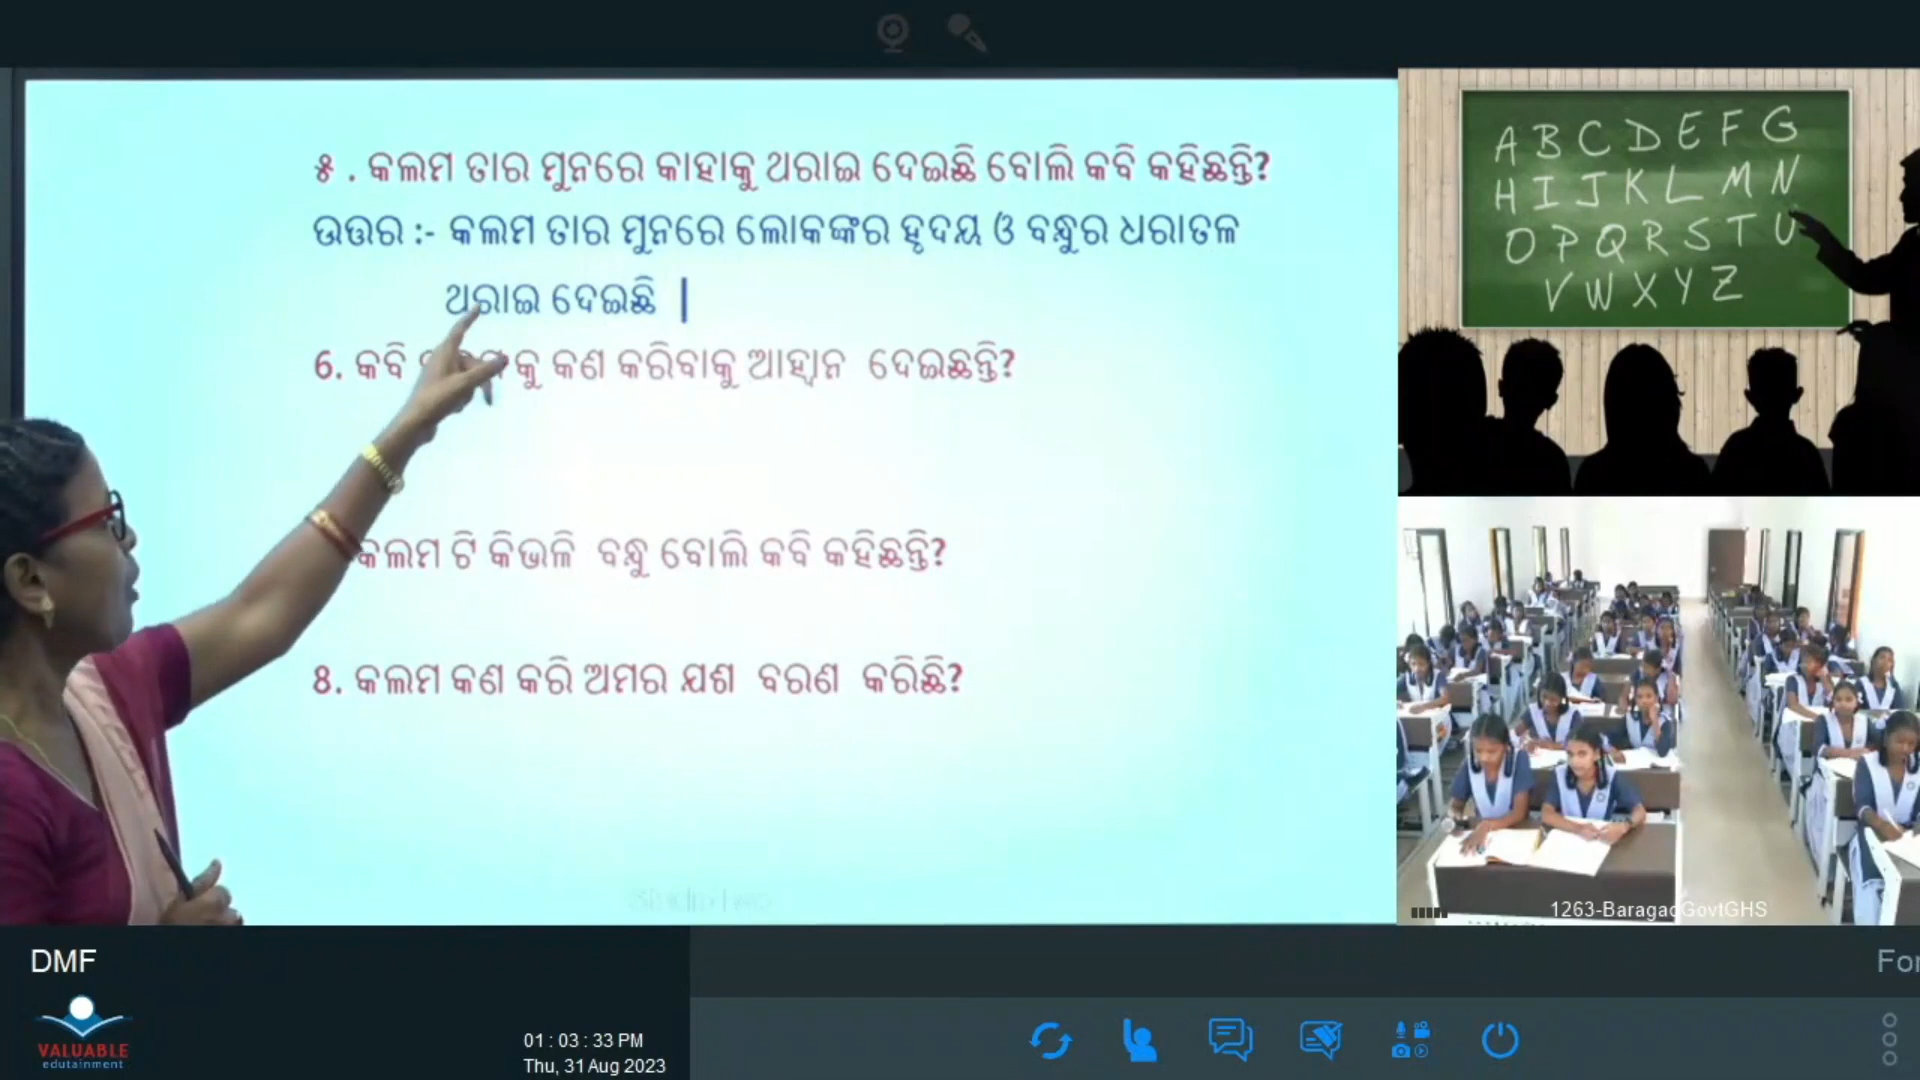 ୫ . କଲମ ତାର ମୁନରେ କାହାକୁ ଥରାଇ ଦେଇଛି ବୋଲି କବି କହିଛନ୍ତି?
ଉତ୍ତର :- କଲମ ତାର ମୁନରେ ଲୋକଙ୍କର ହୃଦୟ ଓ ବନ୍ଧୁର ଧରାତଳ
ଥରାଇ ଦେଇଛି |
6. କବି କୁ କଣ କରିବାକୁ ଆହ୍ୱାନ ଦେଇଛନ୍ତି?
କଲମ ଟି କିଭଳି ବନ୍ଧୁ ବୋଲି କବି କହିଛନ୍ତି?
8. କଲମ କଣ କରି ଅମର ଯଶ ବରଣ କରିଛି?
A B C D E F G
H I J K L M N
O P Q R S T U
V W X Y Z
1263-BaragaoGovtGHS
DMF
VALUABLE
edutainment
01 : 03 : 33 PM
Thu, 31 Aug 2023
For